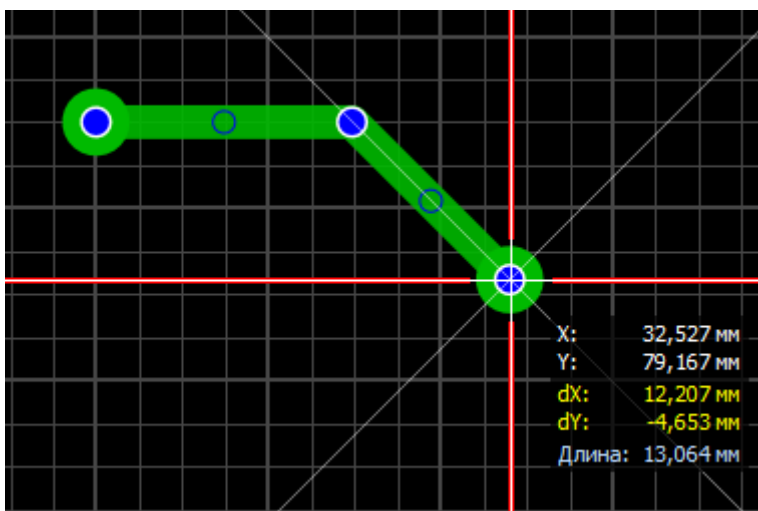 X: 32,527 мм
Y: 79,167 мм
dX: 12,207 мм
dY: -4,653 мм
Длина: 13,064 мм